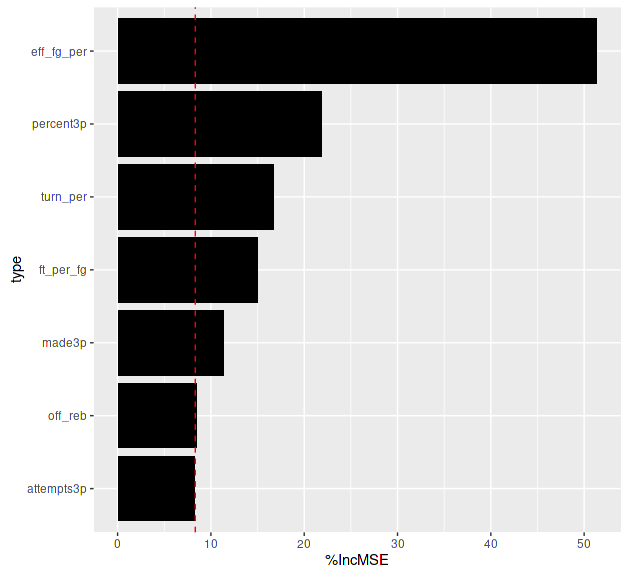 eff_fg_per
percent3p
turn_per
ft_per_fg
made3p
off_reb
attempts3p
type
0 10 20 30 40 50
%IncMSE